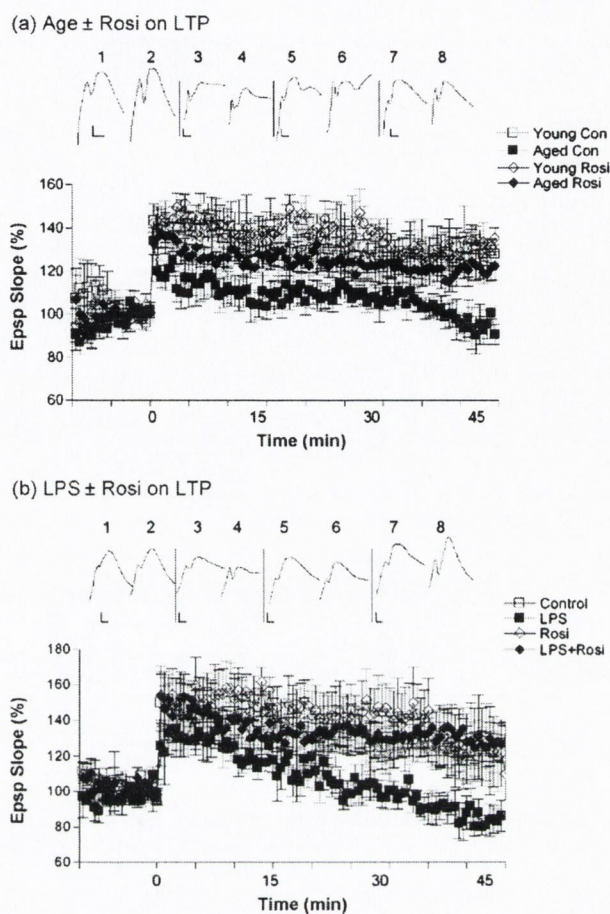 (a) Age ± Rosi on LTP
1 2 3 4 5 6 7 8
Young Con
Aged Con
Young Rosi
Aged Rosi
160
140
120
100
80
60
Epsp Slope (%)
0 15 30 45
Time (min)
(b) LPS ± Rosi on LTP
1 2 3 4 5 6 7 8
Control
LPS
Rosi
LPS+Rosi
180
160
140
120
100
80
60
Epsp Slope (%)
0 15 30 45
Time (min)